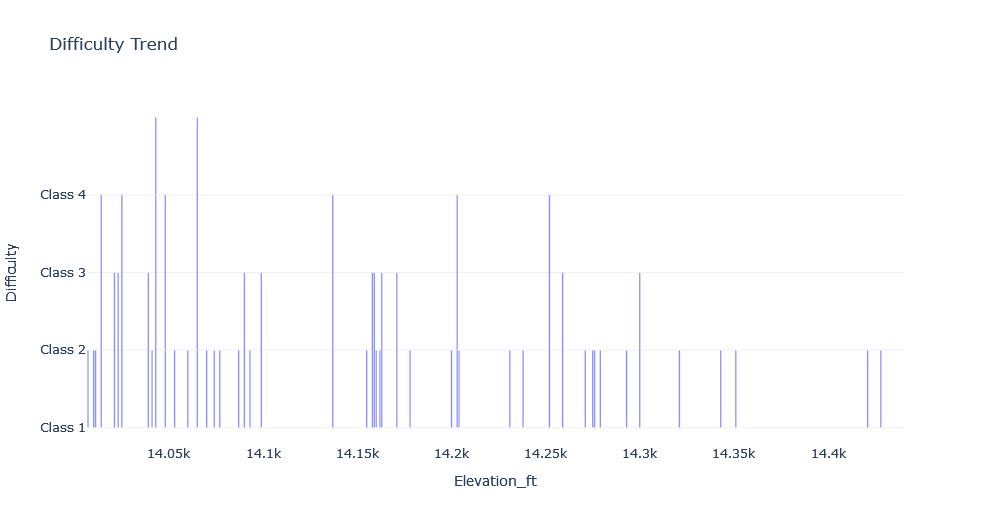 Difficulty Trend
Difficulty
Class 4
Class 3
Class 2
Class 1
14.05k
14.1k
14.15k
14.2k
14.25k
14.3k
14.35k
14.4k
Elevation_ft